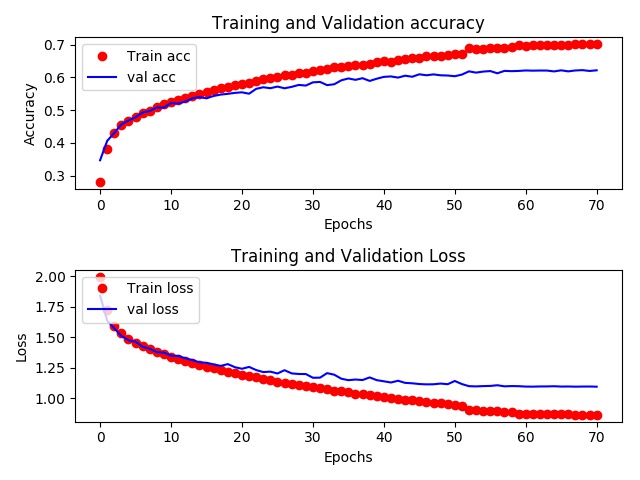 Training and Validation accuracy
0.7
0.6
0.5
0.4
0.3
Accuracy
Train acc
val acc
0 10 20 30 40 50 60 70
Epochs
Training and Validation Loss
2.00
1.75
1.50
1.25
1.00
Loss
Train loss
val loss
0 10 20 30 40 50 60 70
Epochs